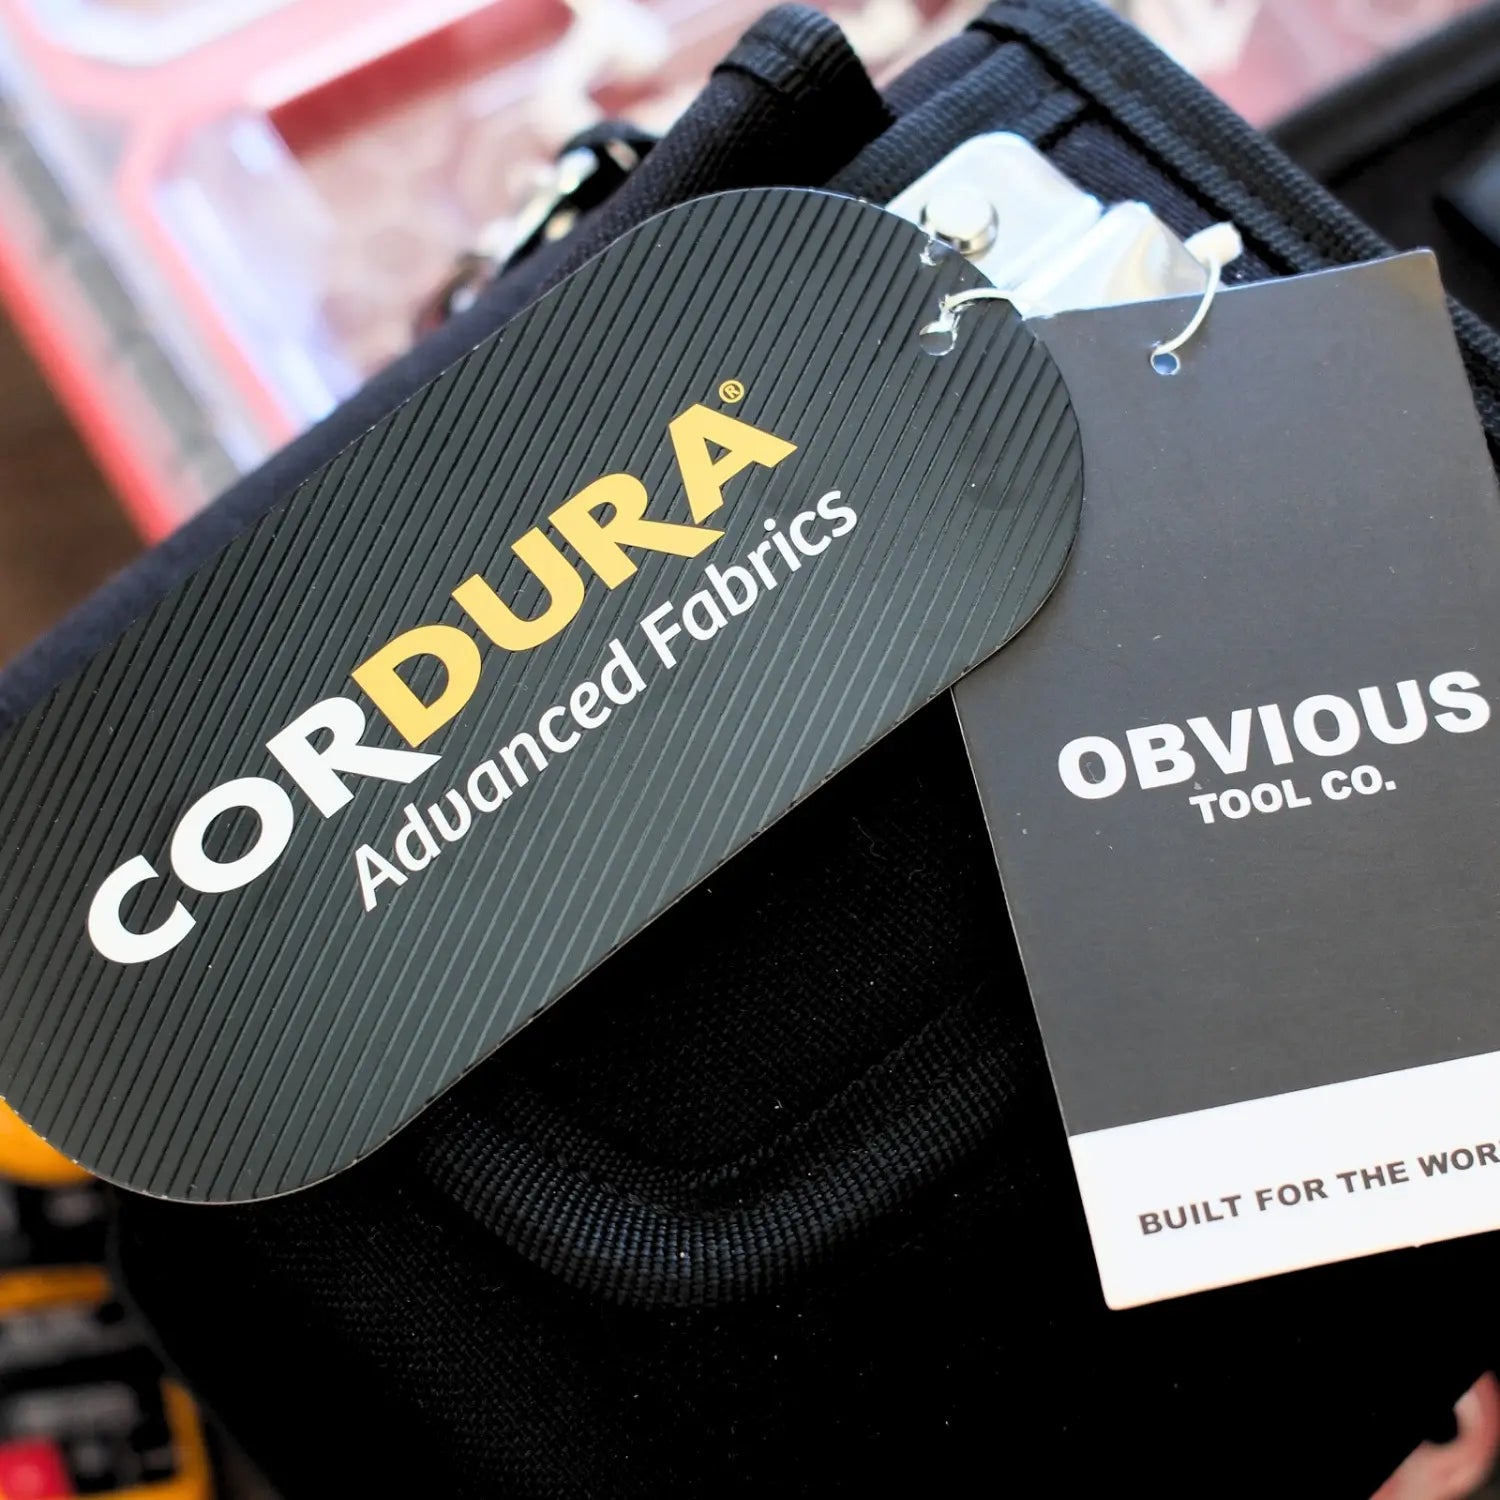 CORDURA®
Advanced Fabrics
OBVIOUS
TOOL CO.
BUILT FOR THE WOR